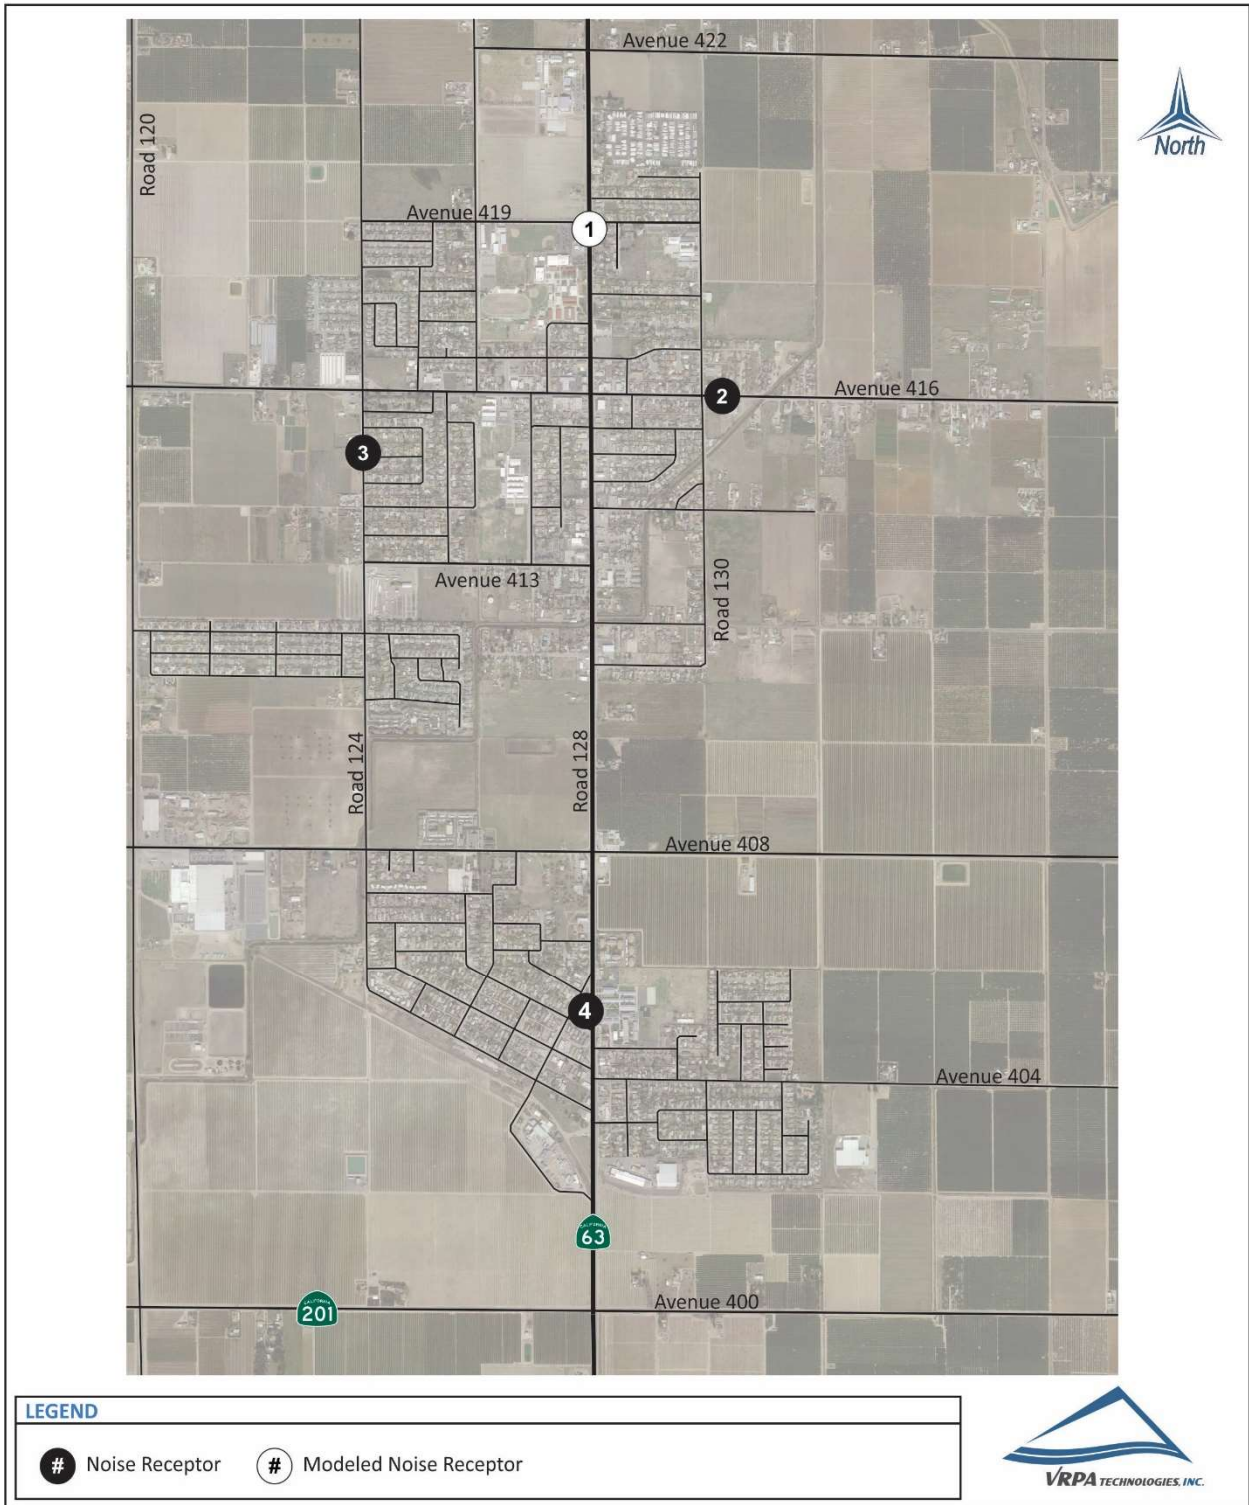 Avenue 422
North
Road 120
Avenue 419
1
Avenue 416
2
3
Avenue 413
Road 130
Road 124
Road 128
Avenue 408
4
Avenue 404
CALIFORNIA
63
CALIFORNIA
201
Avenue 400
LEGEND
# Noise Receptor # Modeled Noise Receptor
VRPA TECHNOLOGIES, INC.